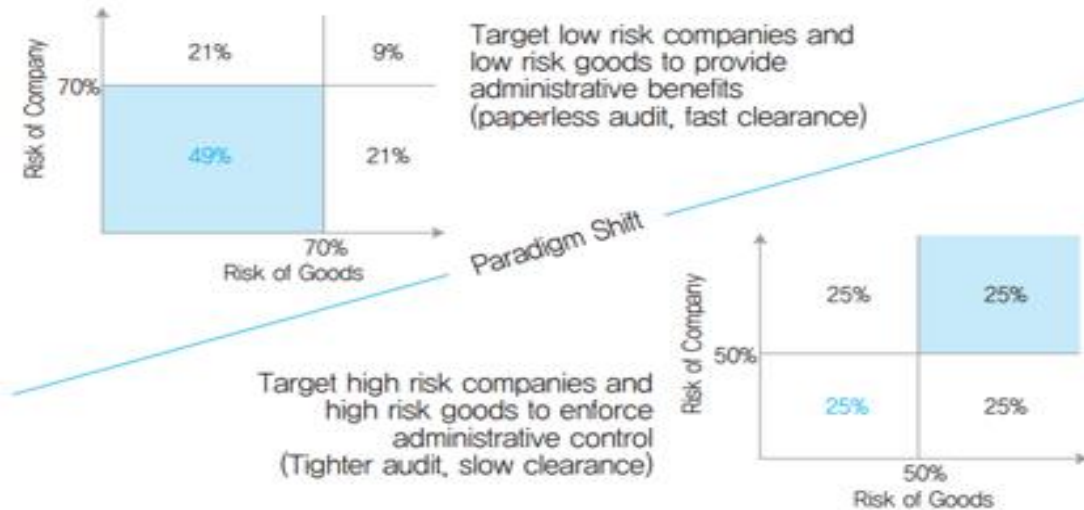 Risk of Company
21%
9%
70%
49%
21%
70%
Risk of Goods
Target low risk companies and
low risk goods to provide
administrative benefits
(paperless audit, fast clearance)
Paradigm Shift
Target high risk companies and
high risk goods to enforce
administrative control
(Tighter audit, slow clearance)
Risk of Company
25%
25%
50%
25%
25%
50%
Risk of Goods